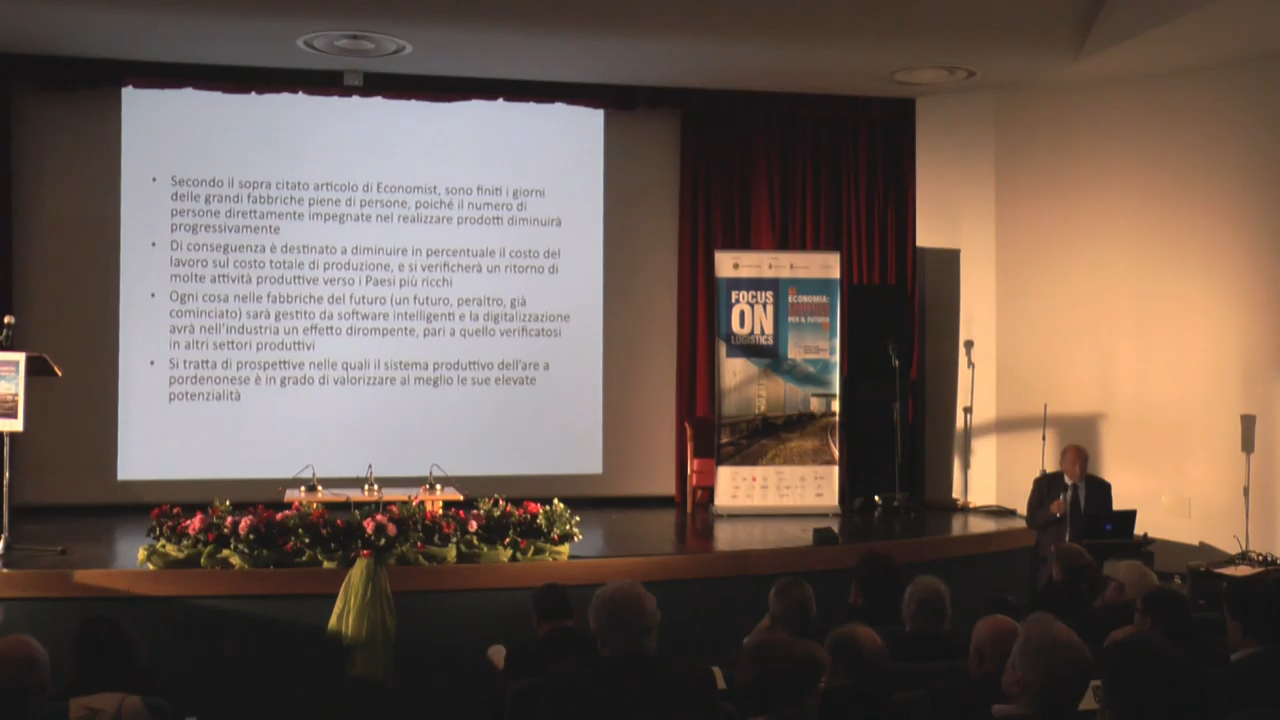 • Secondo il sopra citato articolo di Economist, sono finiti i giorni
delle grandi fabbriche piene di persone, poiché il numero di
persone direttamente impegnate nel realizzare prodotti diminuirà
progressivamente
• Di conseguenza è destinato a diminuire in percentuale il costo del
lavoro sul costo totale di produzione, e si verificherà un ritorno di
molte attività produttive verso i Paesi più ricchi
• Ogni cosa nelle fabbriche del futuro (un futuro, peraltro, già
cominciato) sarà gestito da software intelligenti e la digitalizzazione
avrà nell'industria un effetto dirompente, pari a quello verificatosi
in altri settori produttivi
• Si tratta di prospettive nelle quali il sistema produttivo dell'are a
pordenonese è in grado di valorizzare al meglio le sue elevate
potenzialità
FOCUS
ON
LOGISTICS
ECONOMIA:
PER IL FUTURO